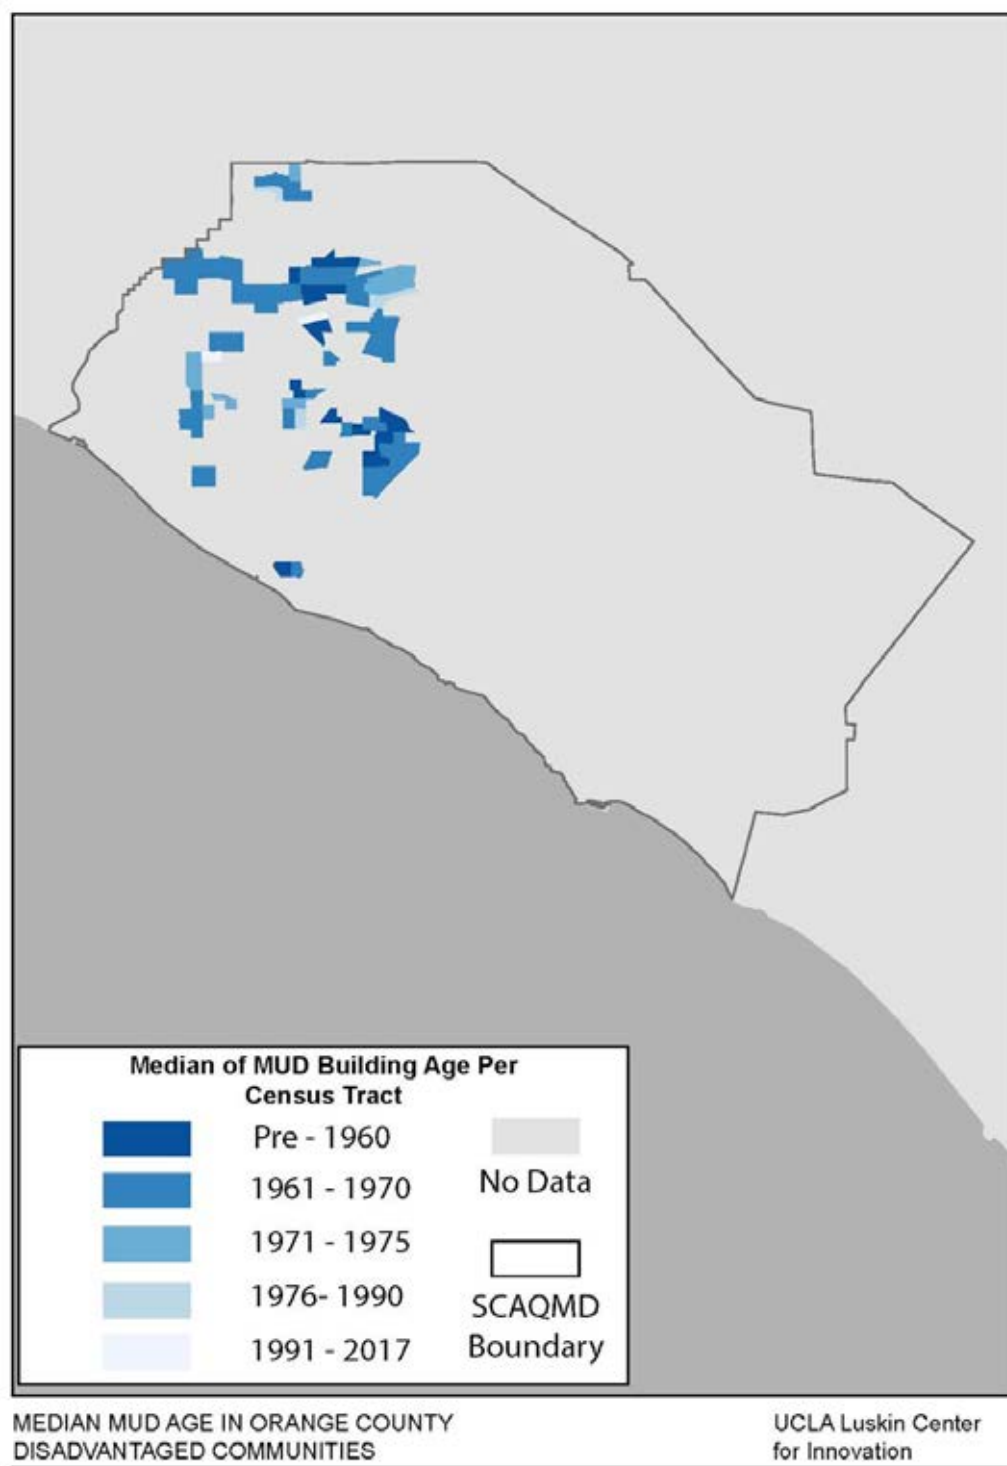 Median of MUD Building Age Per
Census Tract
Pre - 1960
1961 - 1970
1971 - 1975
1976- 1990
1991 - 2017
No Data
SCAQMD
Boundary
MEDIAN MUD AGE IN ORANGE COUNTY
DISADVANTAGED COMMUNITIES
UCLA Luskin Center
for Innovation